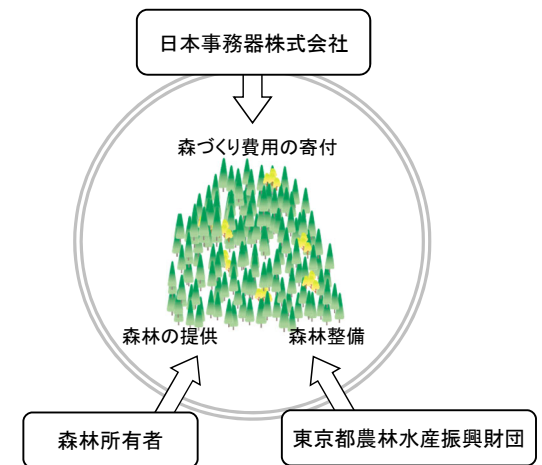 日本事務器株式会社
森づくり費用の寄付
森林の提供
森林整備
森林所有者
東京都農林水産振興財団